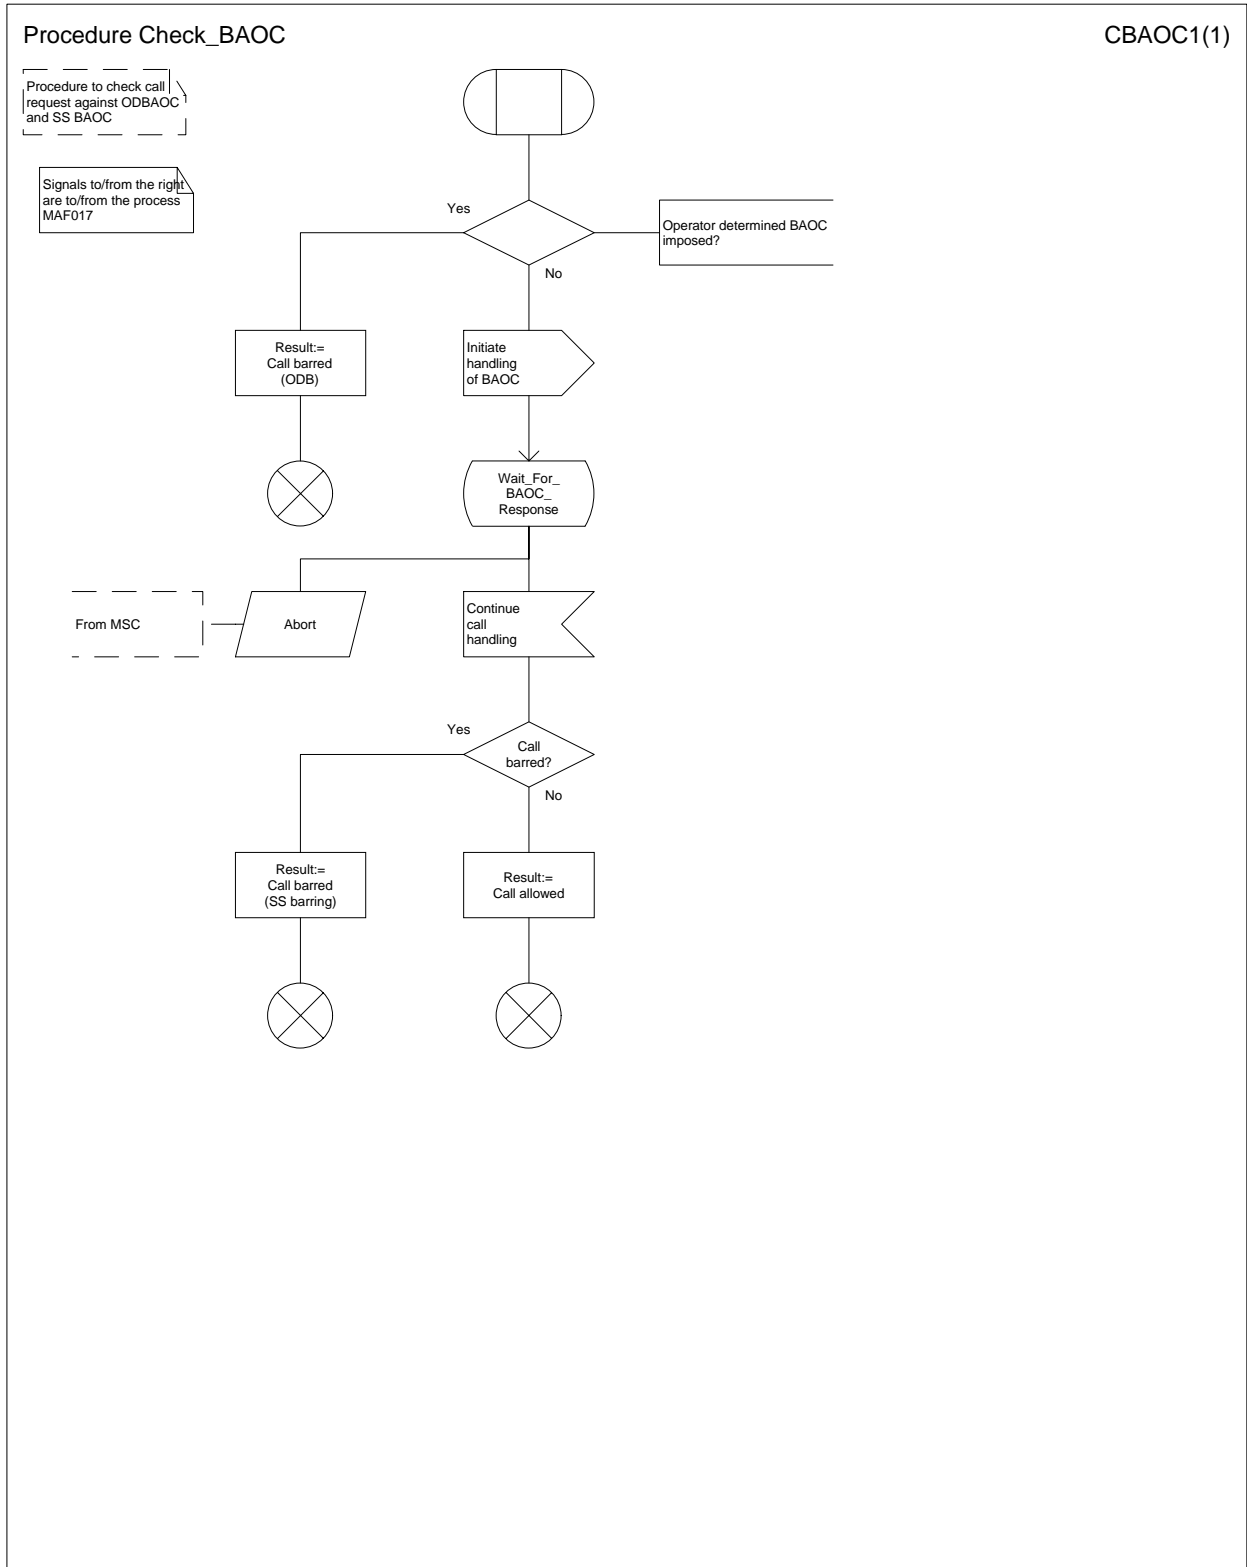 Procedure Check_BAOC
CBAOC1(1)
Procedure to check call
request against ODBAOC
and SS BAOC
Signals to/from the right
are to/from the process
MAF017
Yes
Operator determined BAOC
imposed?
No
Result:=
Call barred
(ODB)
Initiate
handling
of BAOC
Wait_For_
BAOC_
Response
From MSC
Abort
Continue
call
handling
Yes
Call
barred?
No
Result:=
Call barred
(SS barring)
Result:=
Call allowed